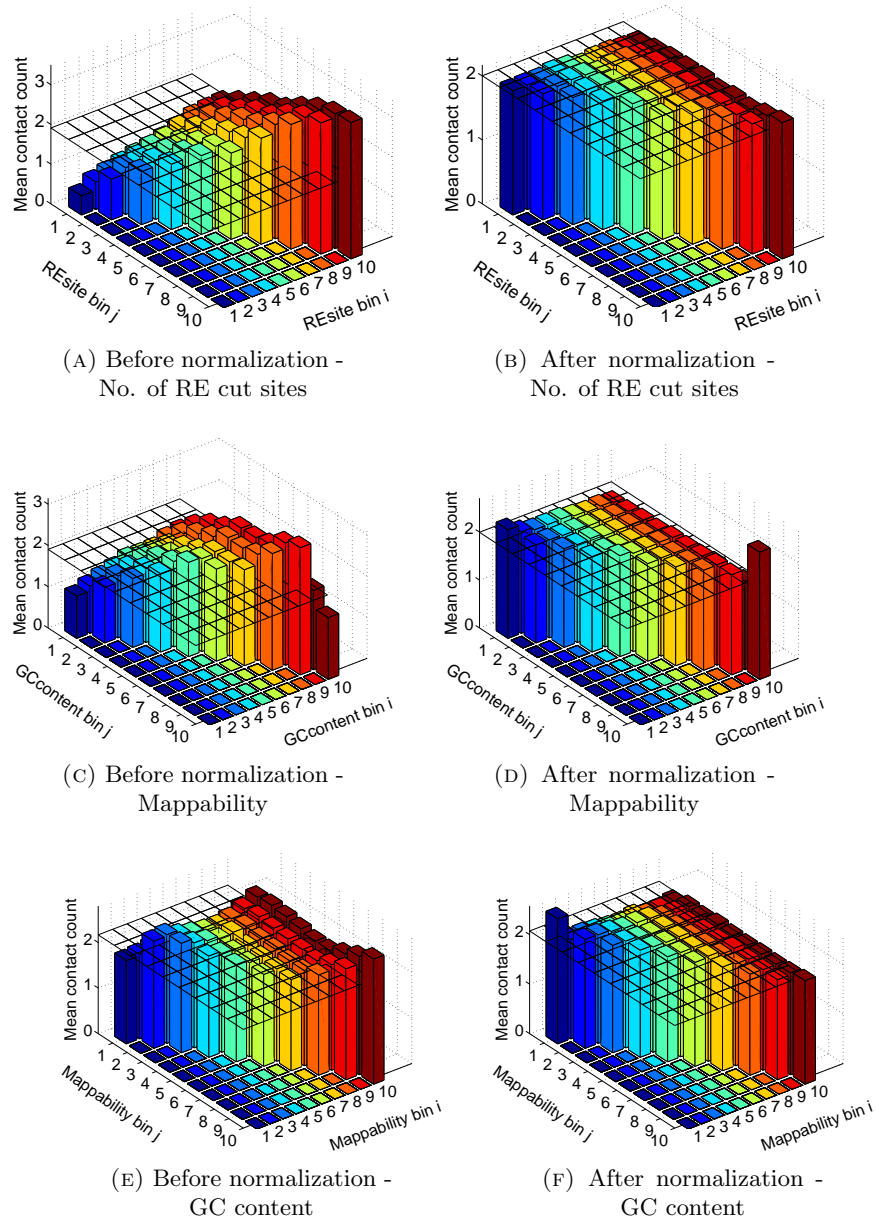 Mean contact count
3
2
1
0
1 2 3 4 5 6 7 8 9 10
REsite bin j
1 2 3 4 5 6 7 8 9 10
REsite bin i
(A) Before normalization -
No. of RE cut sites
Mean contact count
2
1
0
1 2 3 4 5 6 7 8 9 10
REsite bin j
1 2 3 4 5 6 7 8 9 10
REsite bin i
(B) After normalization -
No. of RE cut sites
Mean contact count
3
2
1
0
1 2 3 4 5 6 7 8 9 10
GCcontent bin j
1 2 3 4 5 6 7 8 9 10
GCcontent bin i
(C) Before normalization -
Mappability
Mean contact count
2
1
0
1 2 3 4 5 6 7 8 9 10
GCcontent bin j
1 2 3 4 5 6 7 8 9 10
GCcontent bin i
(D) After normalization -
Mappability
Mean contact count
2
1
0
1 2 3 4 5 6 7 8 9 10
Mappability bin j
1 2 3 4 5 6 7 8 9 10
Mappability bin i
(E) Before normalization -
GC content
Mean contact count
2
1
0
1 2 3 4 5 6 7 8 9 10
Mappability bin j
1 2 3 4 5 6 7 8 9 10
Mappability bin i
(F) After normalization -
GC content